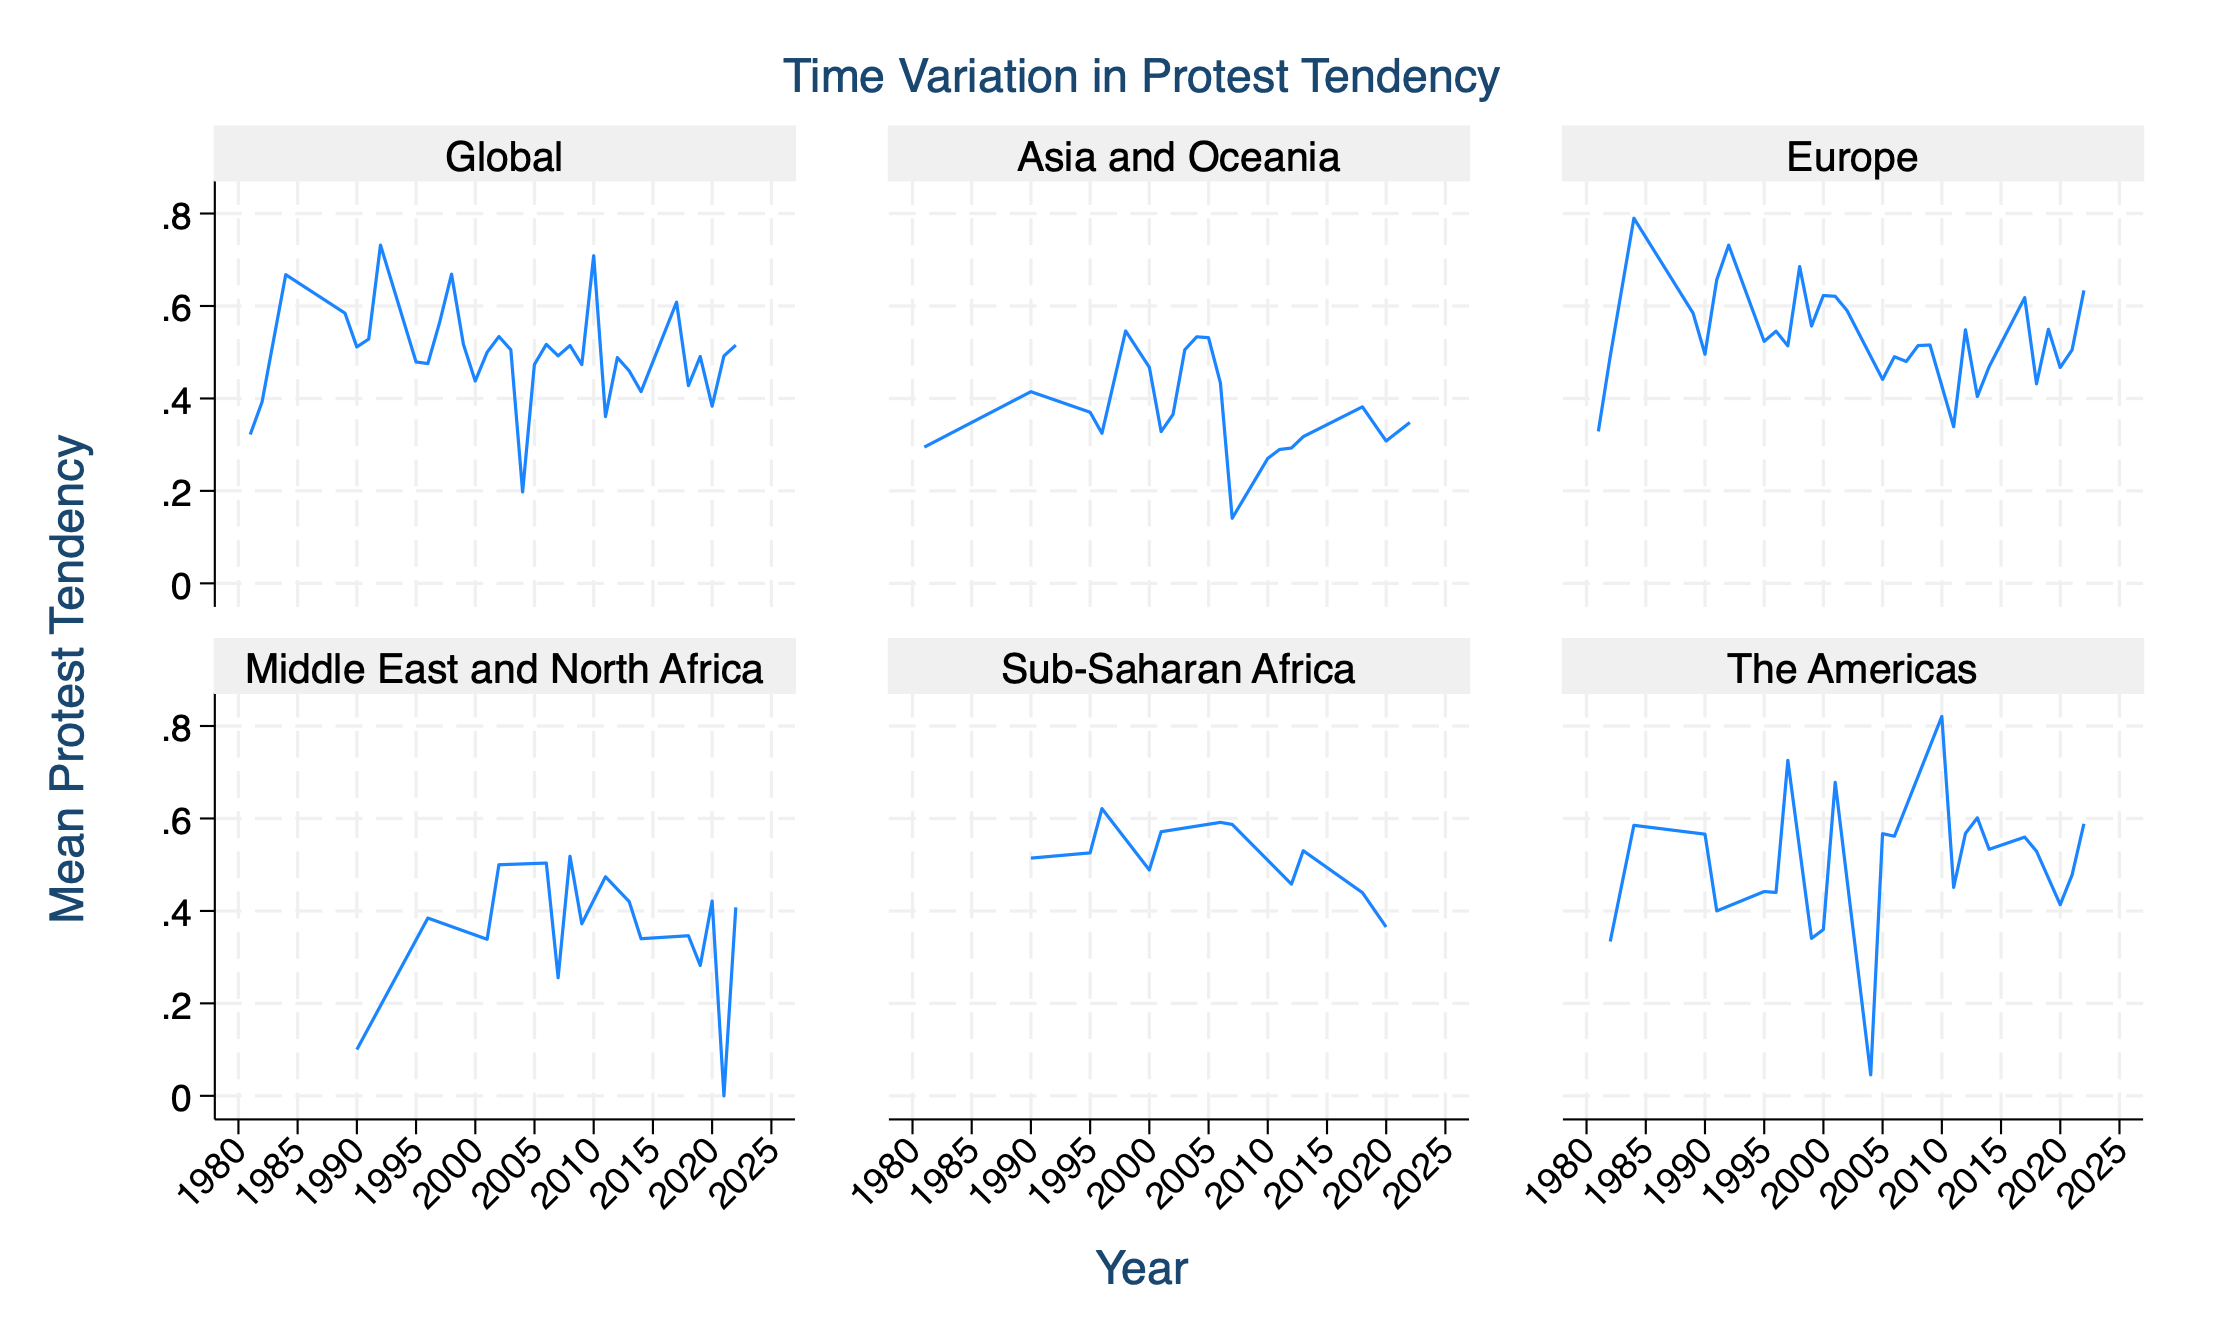 Time Variation in Protest Tendency
Global
Asia and Oceania
Europe
.8
.6
.4
.2
0
Middle East and North Africa
Sub-Saharan Africa
The Americas
.8
.6
.4
.2
0
Mean Protest Tendency
1980 1985 1990 1995 2000 2005 2010 2015 2020 2025
1980 1985 1990 1995 2000 2005 2010 2015 2020 2025
1980 1985 1990 1995 2000 2005 2010 2015 2020 2025
Year